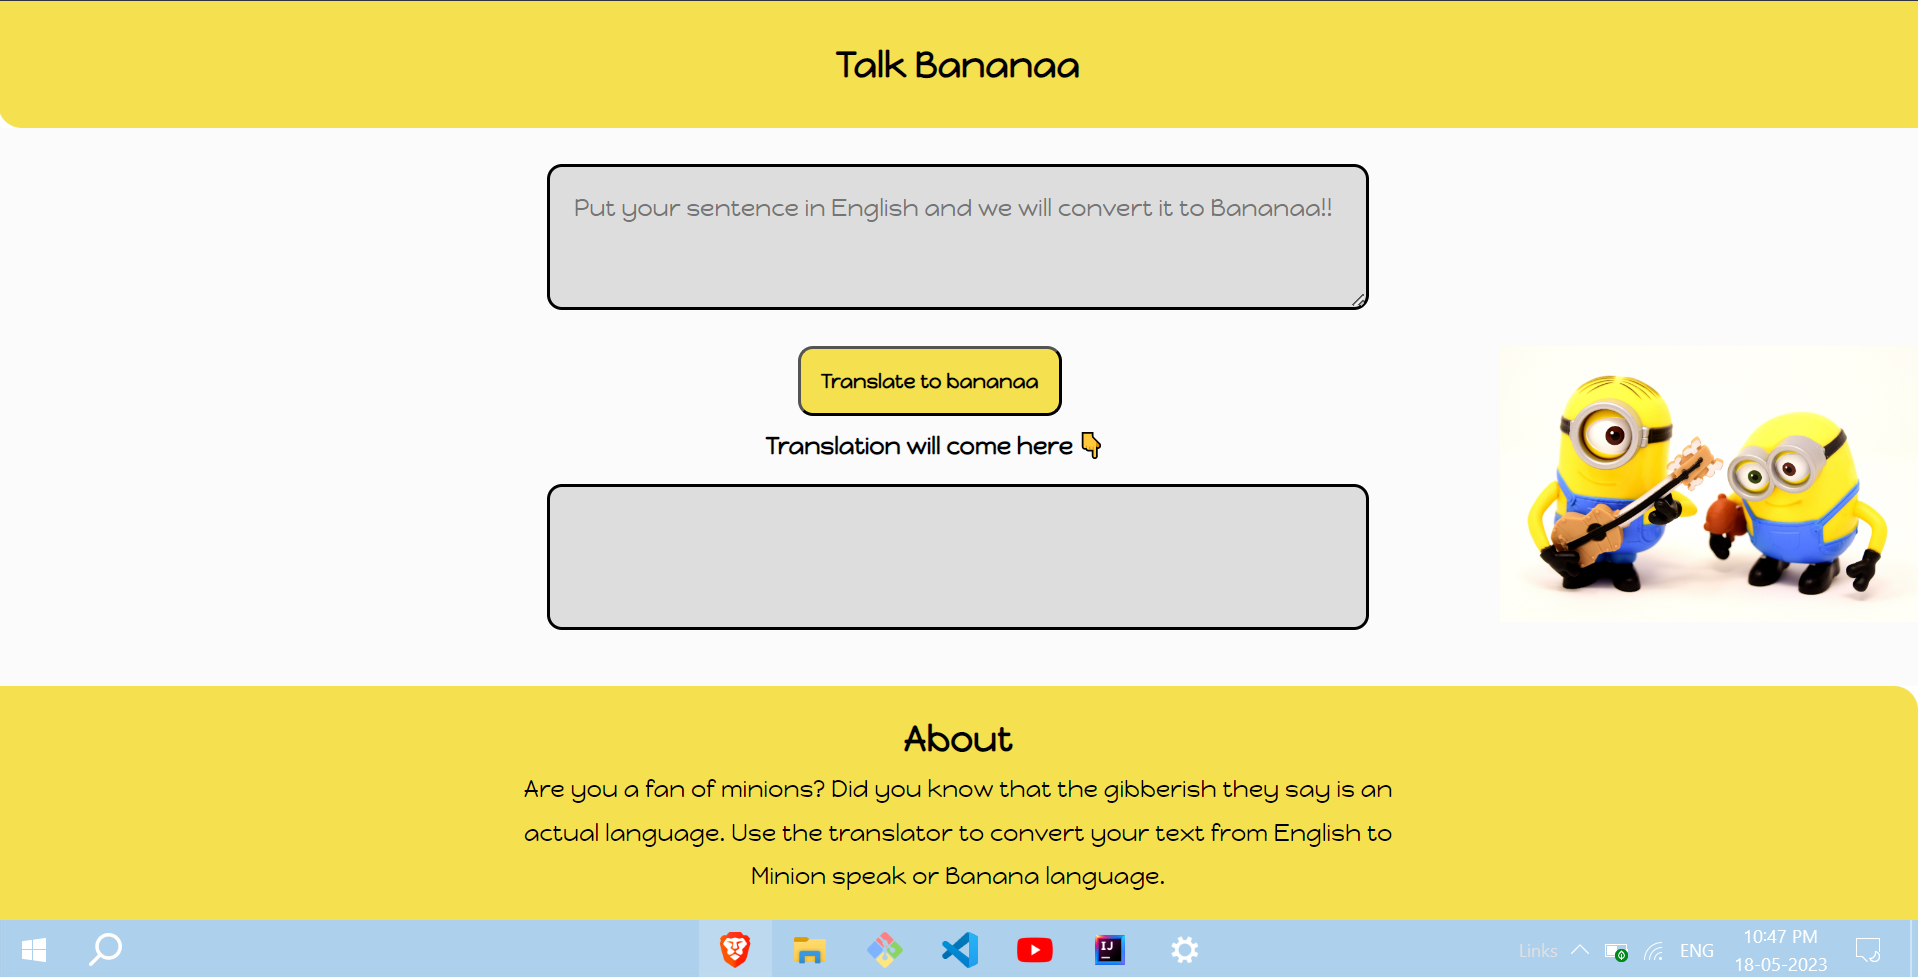 Talk Bananaa
Put your sentence in English and we will convert it to Bananaa!!
Translate to bananaa
Translation will come here 👇
About
Are you a fan of minions? Did you know that the gibberish they say is an
actual language. Use the translator to convert your text from English to
Minion speak or Banana language.
IJ
Links
ENG
10:47 PM
18-05-2023